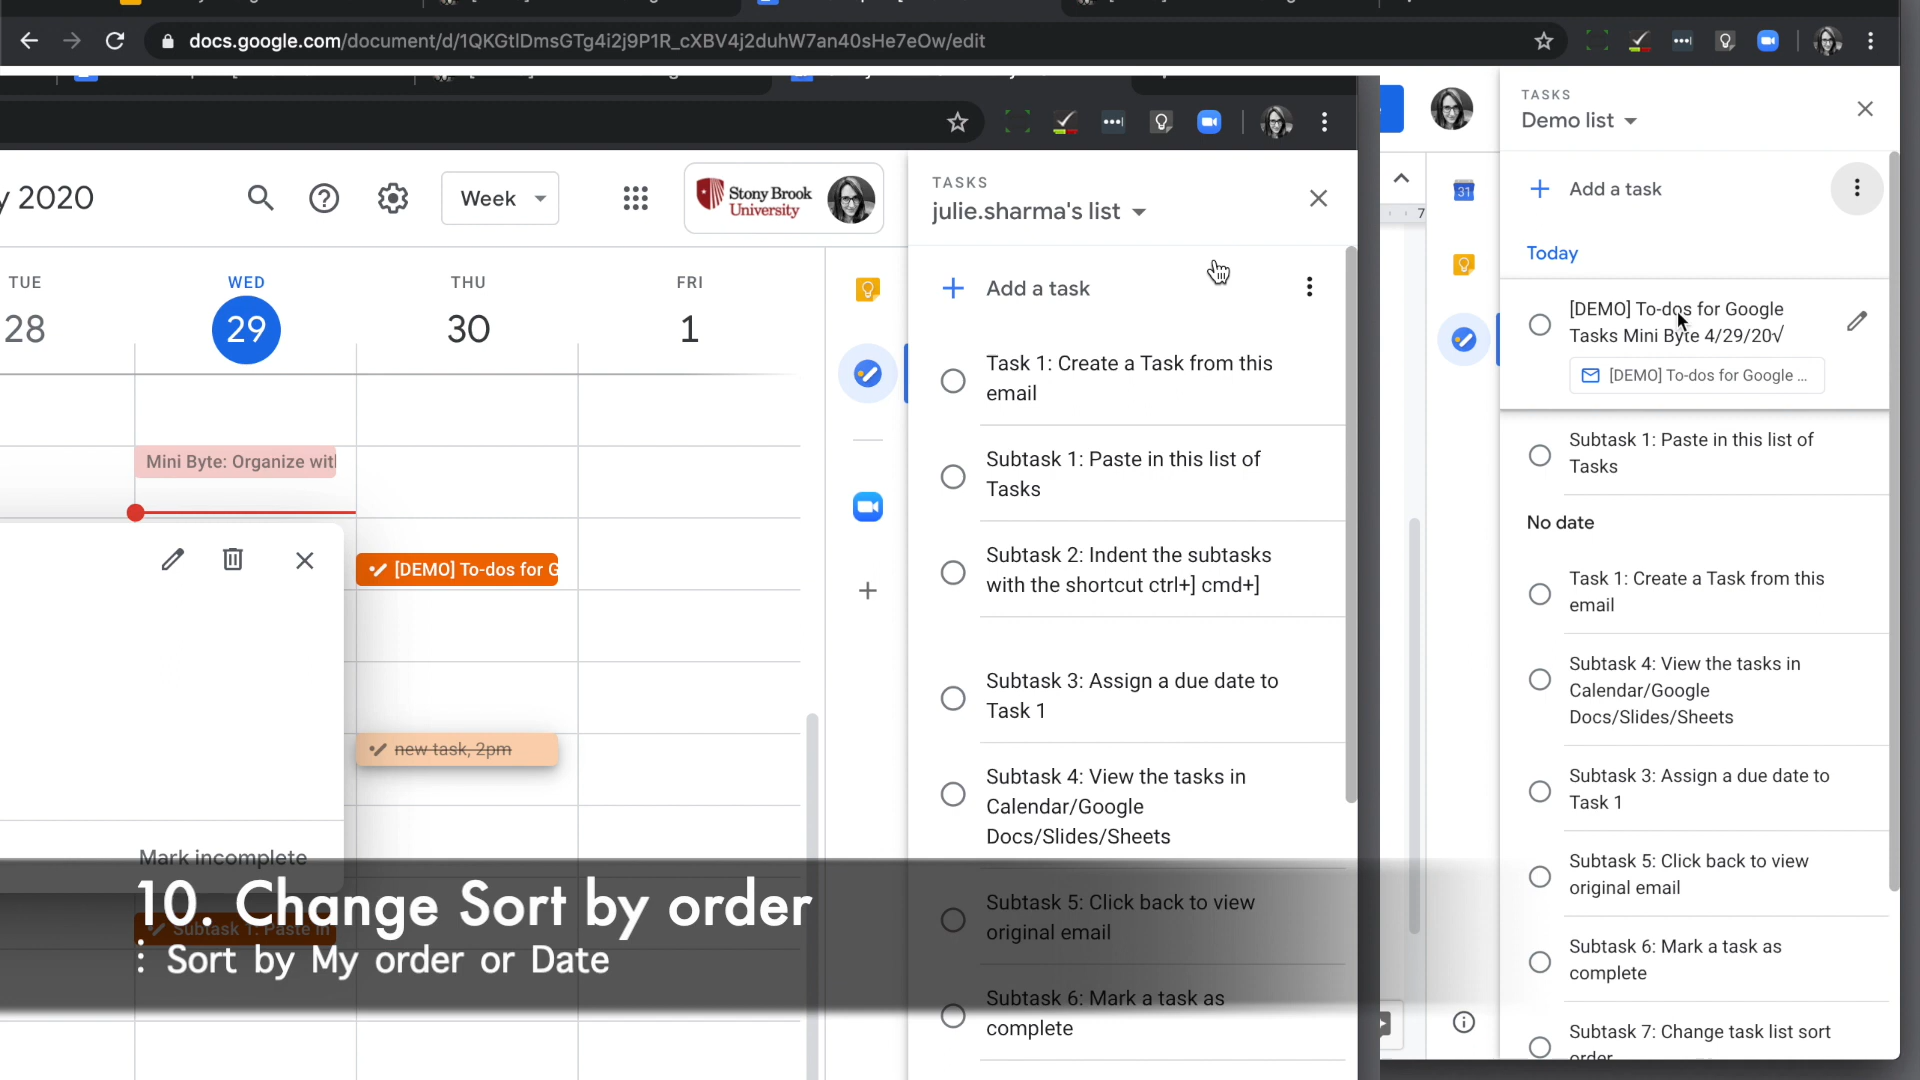 docs.google.com/document/d/1QKGtlDmsGTg4i2j9P1R_cXBV4j2duhW7an40sHe7eOw/edit
2020
Week
Stony Brook
University
TUE
28
WED
29
THU
30
FRI
1
Mini Byte: Organize
[DEMO] To-dos for G
new task, 2pm
Mark incomplete
Subtask 1: Paste in
TASKS
julie.sharma's list
Add a task
Task 1: Create a Task from this
email
Subtask 1: Paste in this list of
Tasks
Subtask 2: Indent the subtasks
with the shortcut ctrl+] cmd+]
Subtask 3: Assign a due date to
Task 1
Subtask 4: View the tasks in
Calendar/Google
Docs/Slides/Sheets
Subtask 5: Click back to view
original email
Subtask 6: Mark a task as
complete
10. Change Sort by order
⋮ Sort by My order or Date
31
7
TASKS
Demo list
Add a task
Today
[DEMO] To-dos for Google
Tasks Mini Byte 4/29/20√
[DEMO] To-dos for Google ...
Subtask 1: Paste in this list of
Tasks
No date
Task 1: Create a Task from this
email
Subtask 4: View the tasks in
Calendar/Google
Docs/Slides/Sheets
Subtask 3: Assign a due date to
Task 1
Subtask 5: Click back to view
original email
Subtask 6: Mark a task as
complete
Subtask 7: Change task list sort
order